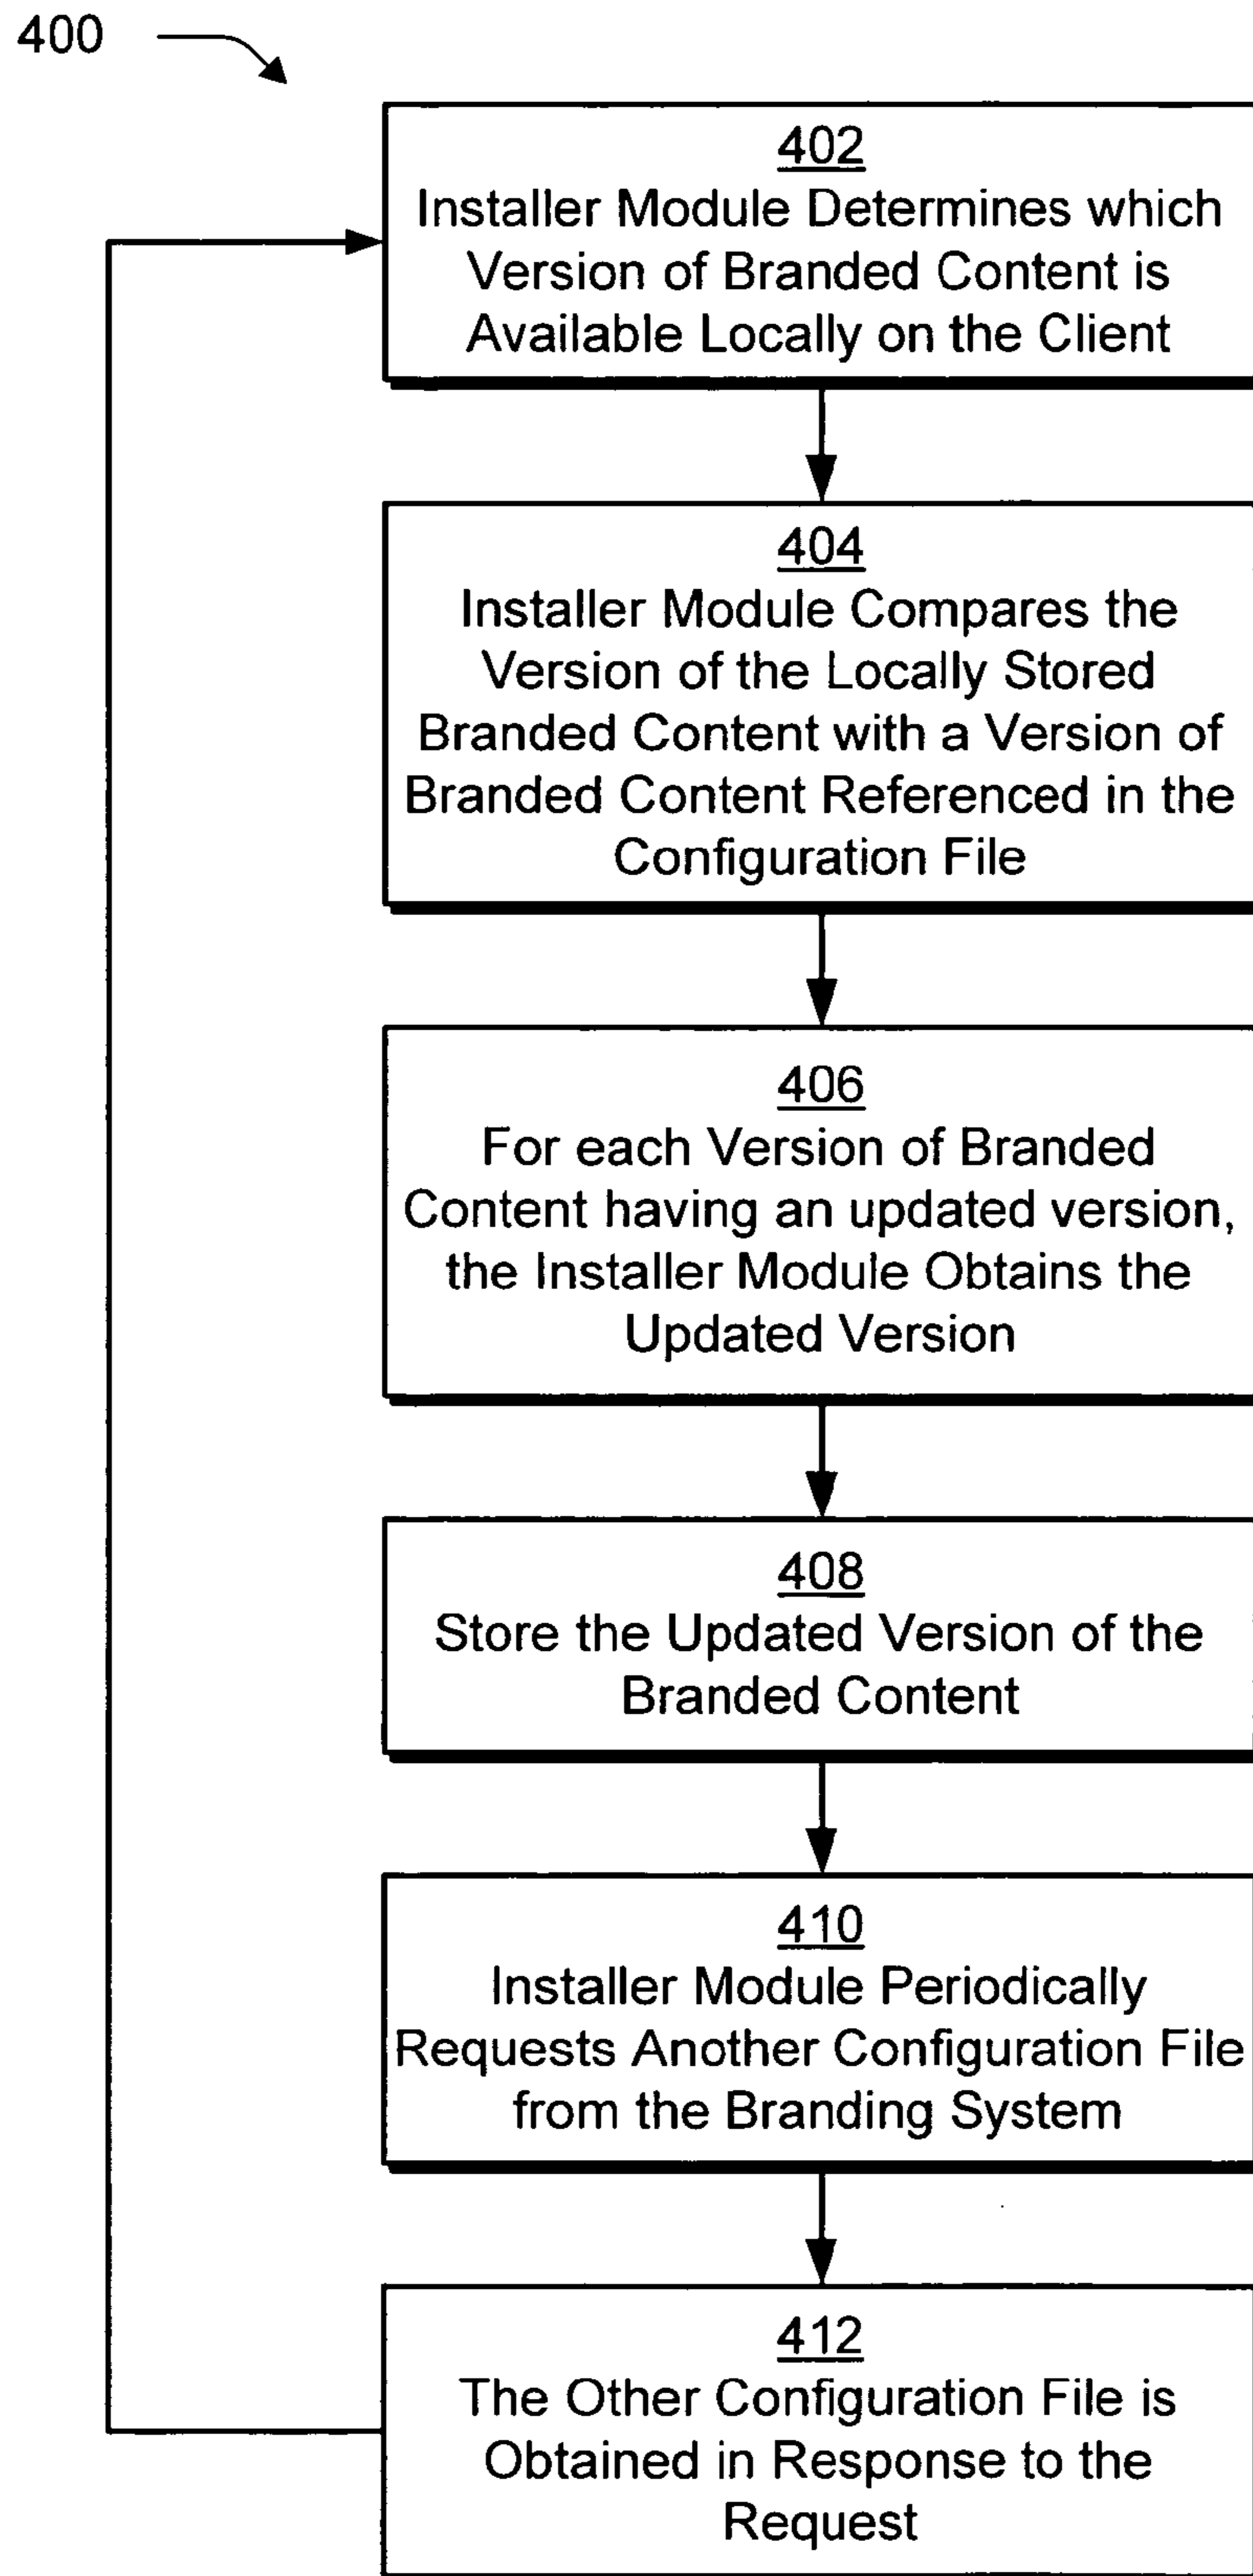 400
402
Installer Module Determines which
Version of Branded Content is
Available Locally on the Client
404
Installer Module Compares the
Version of the Locally Stored
Branded Content with a Version of
Branded Content Referenced in the
Configuration File
406
For each Version of Branded
Content having an updated version,
the Installer Module Obtains the
Updated Version
408
Store the Updated Version of the
Branded Content
410
Installer Module Periodically
Requests Another Configuration File
from the Branding System
412
The Other Configuration File is
Obtained in Response to the
Request